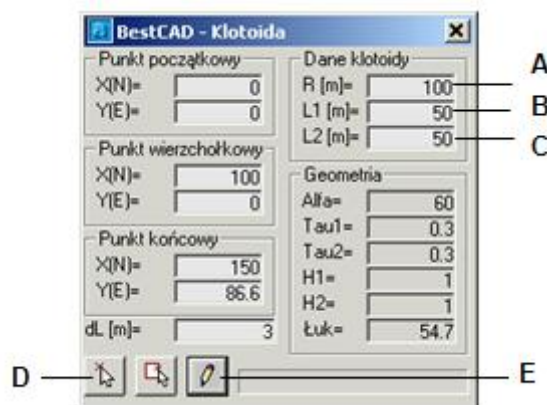 BestCAD - Klotoida
Punkt początkowy
X(N)= 0
Y(E)= 0
Punkt wierzchołkowy
X(N)= 100
Y(E)= 0
Punkt końcowy
X(N)= 150
Y(E)= 86.6
dL [m]= 3
Dane klotoidy
R [m]= 100
L1 [m]= 50
L2 [m]= 50
Geometria
Alfa= 60
Tau1= 0.3
Tau2= 0.3
H1= 1
H2= 1
Łuk= 54.7
A
B
C
D
E